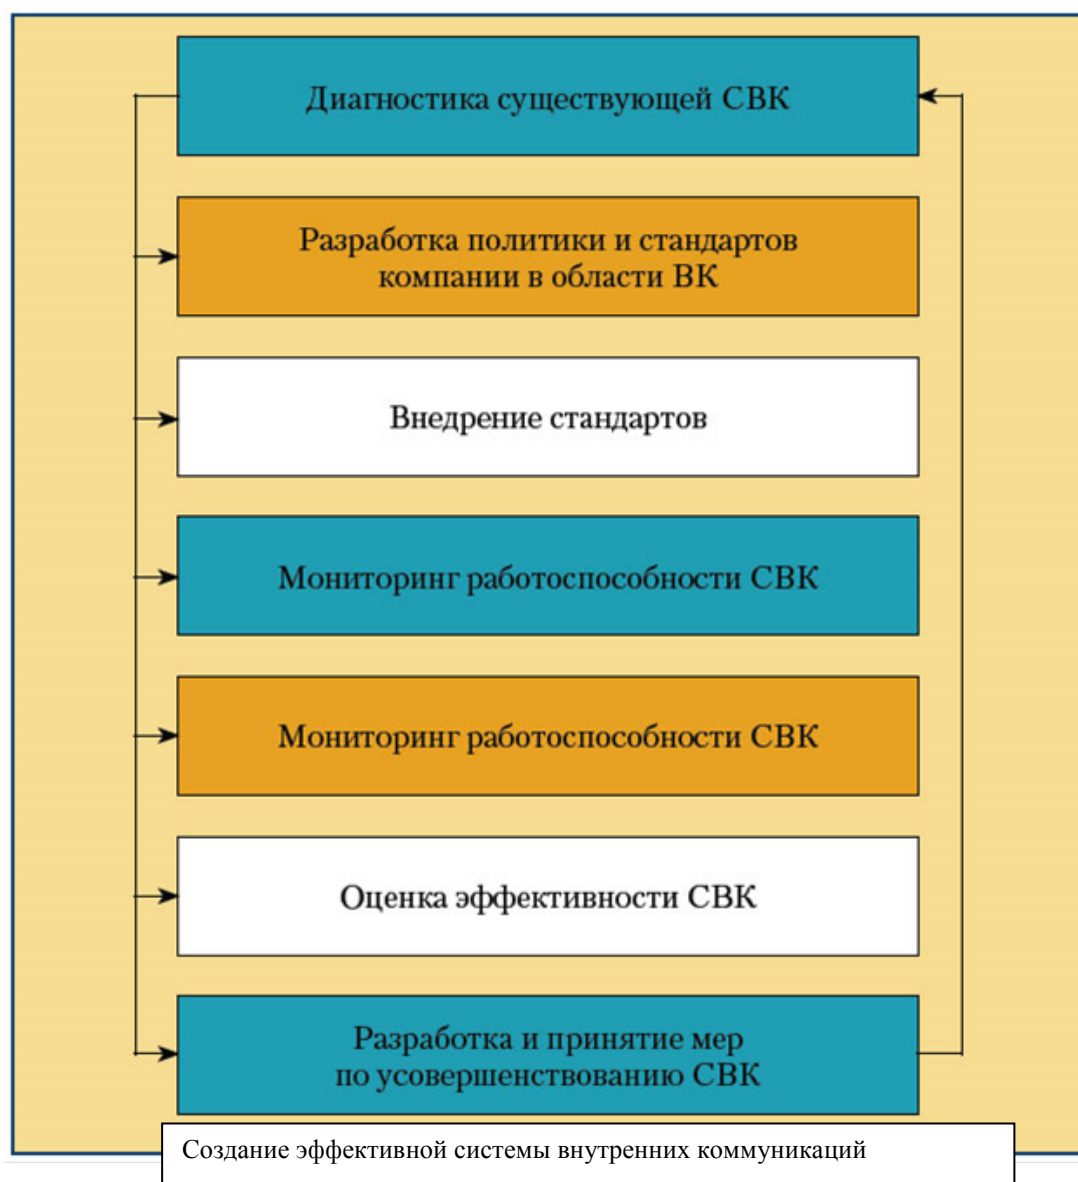 Диагностика существующей СВК
Разработка политики и стандартов
компании в области ВК
Внедрение стандартов
Мониторинг работоспособности СВК
Мониторинг работоспособности СВК
Оценка эффективности СВК
Разработка и принятие мер
по усовершенствованию СВК
Создание эффективной системы внутренних коммуникаций